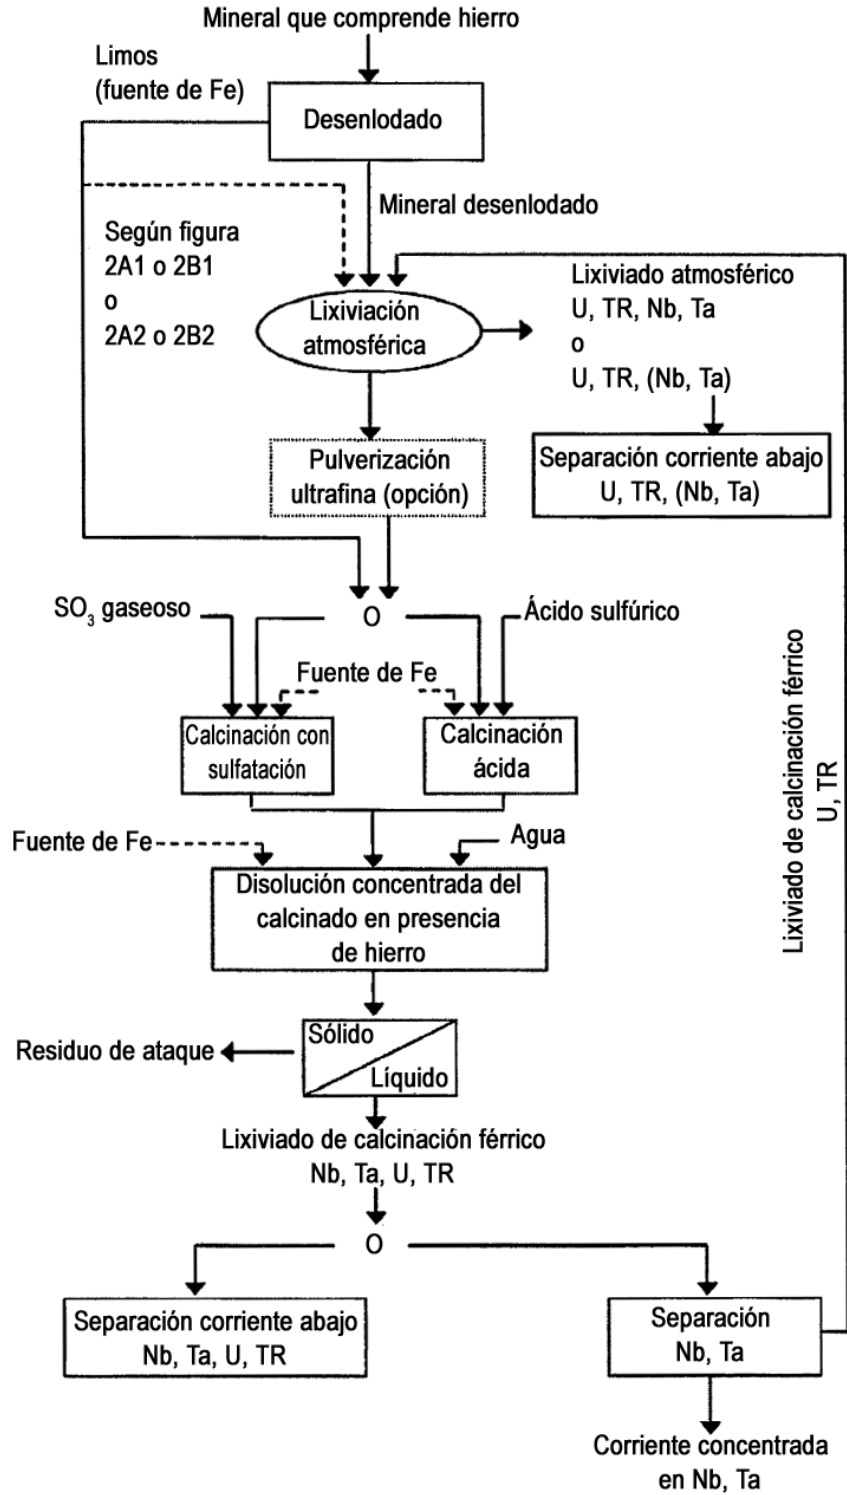 Mineral que comprende hierro
Limos
(fuente de Fe)
Desenlodado
Mineral desenlodado
Según figura
2A1 o 2B1
o
2A2 o 2B2
Lixiviación
atmosférica
Lixiviado atmosférico
U, TR, Nb, Ta
o
U, TR, (Nb, Ta)
Pulverización
ultrafina (opción)
Separación corriente abajo
U, TR, (Nb, Ta)
SO3 gaseoso
O
Ácido sulfúrico
Fuente de Fe
Calcinación con
sulfatación
Calcinación
ácida
Lixiviado de calcinación férrico
U, TR
Fuente de Fe
Agua
Disolución concentrada del
calcinado en presencia
de hierro
Sólido
Líquido
Residuo de ataque
Lixiviado de calcinación férrico
Nb, Ta, U, TR
O
Separación corriente abajo
Nb, Ta, U, TR
Separación
Nb, Ta
Corriente concentrada
en Nb, Ta